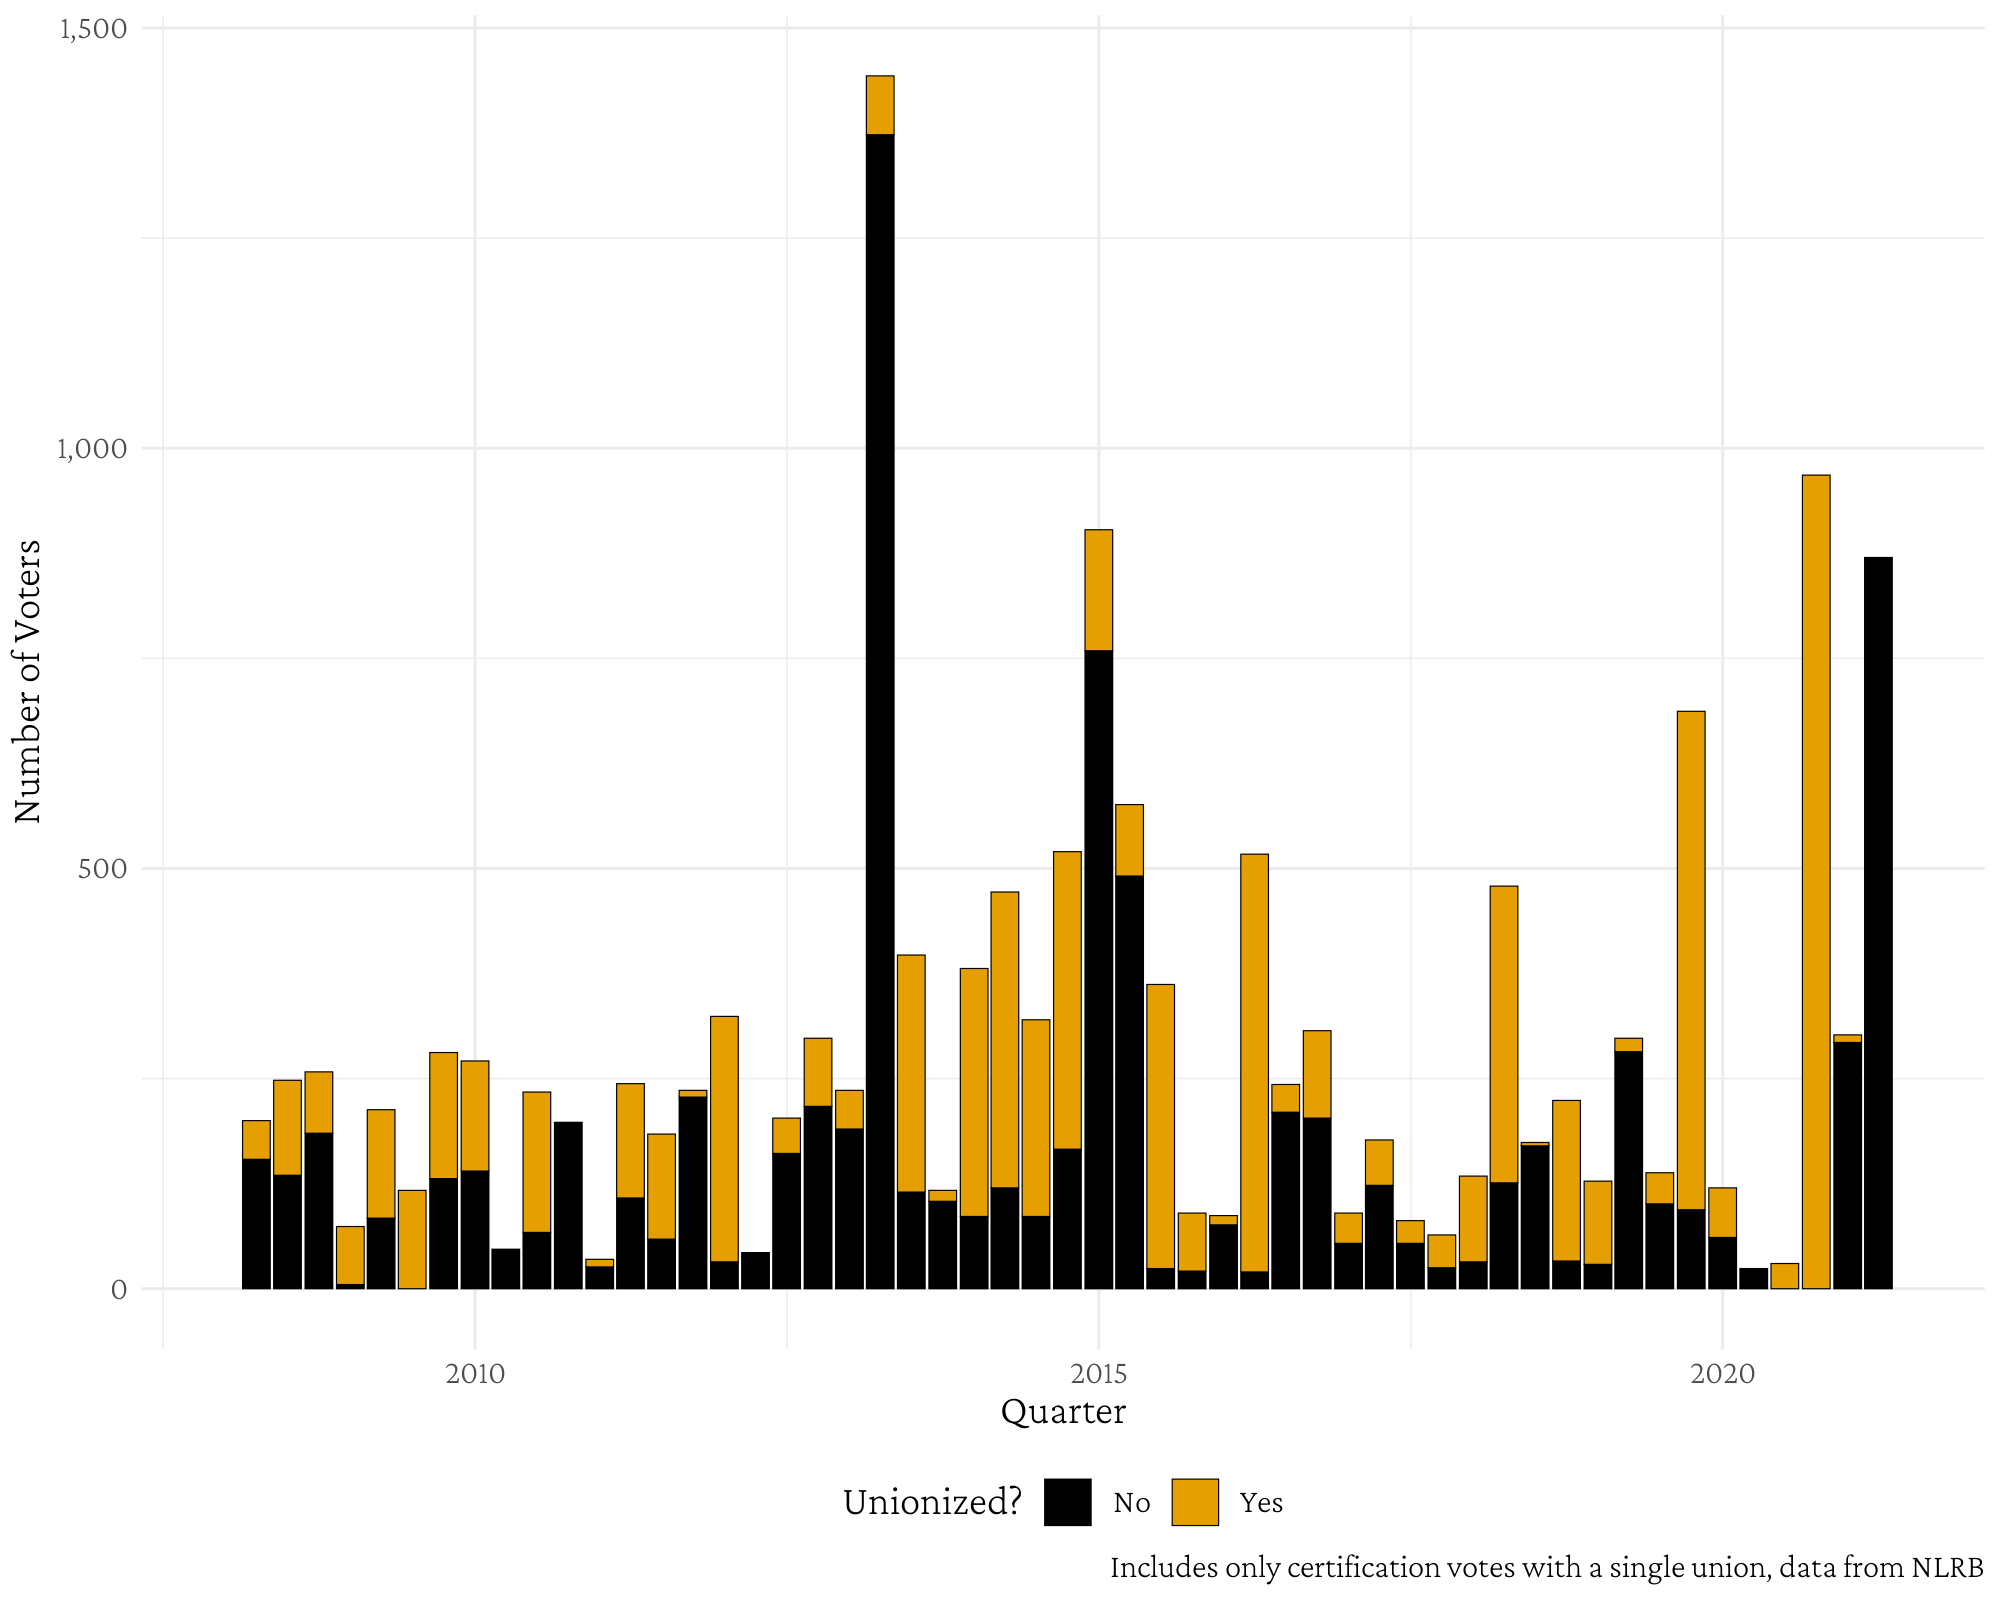 1,500
1,000
500
0
Number of Voters
2010 2015 2020
Quarter
Unionized? No Yes
Includes only certification votes with a single union, data from NLRB